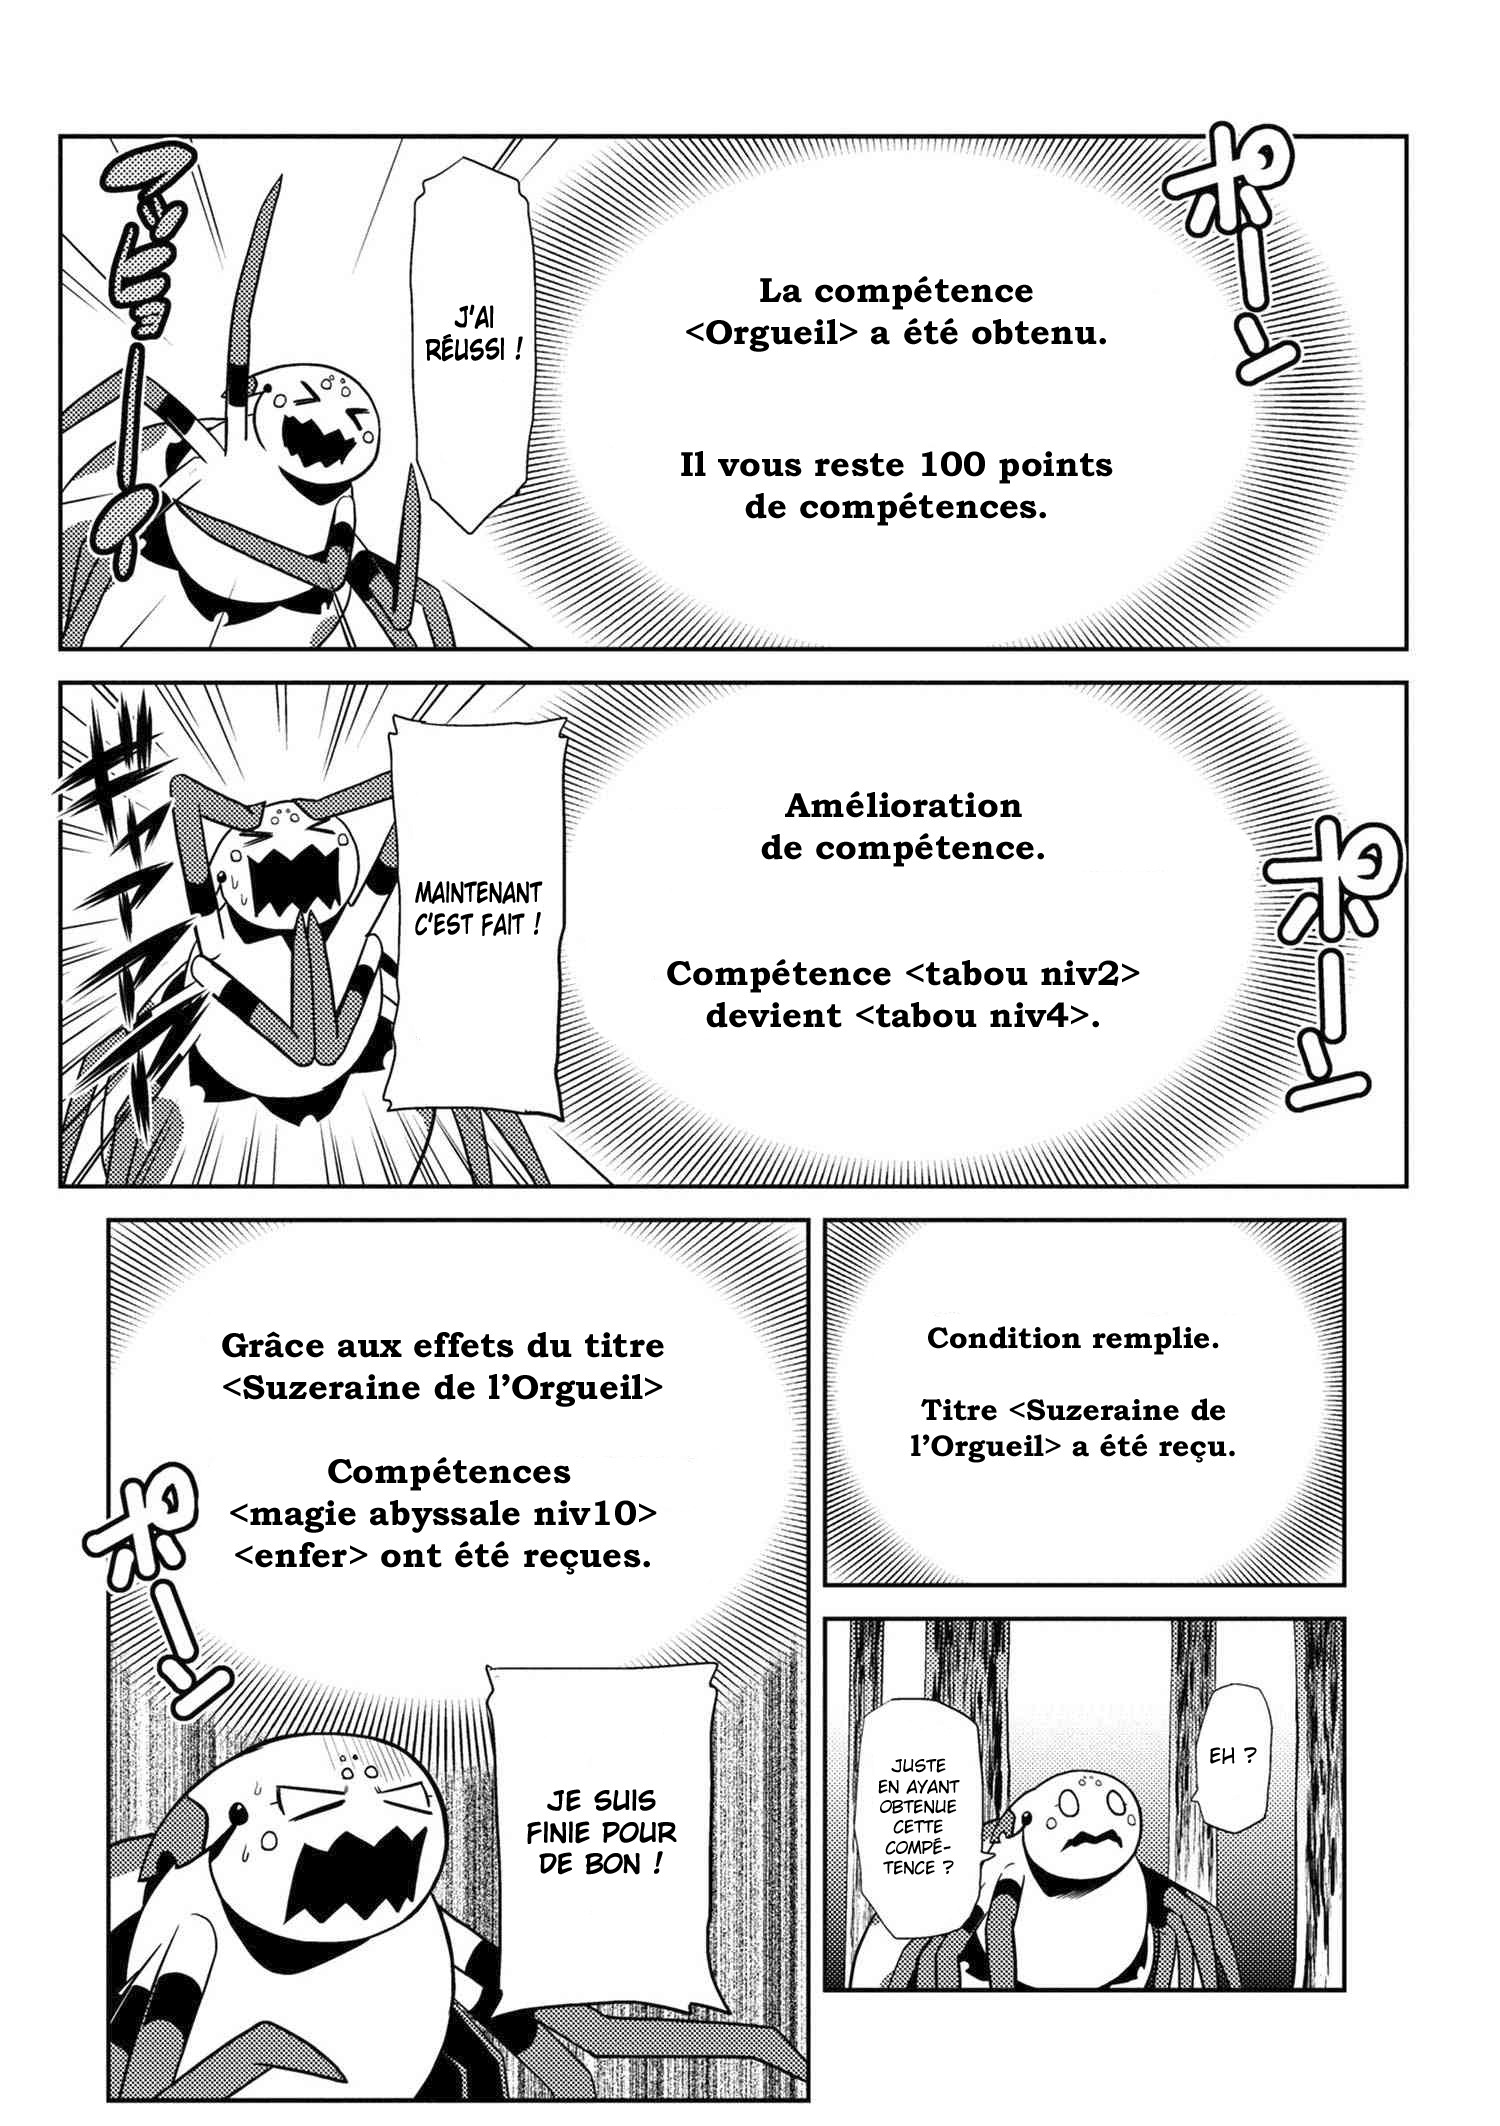 ポーン
La compétence
<Orgueil> a été obtenu.
Il vous reste 100 points
de compétences.
J'AI
RÉUSSI !
ポーン
Amélioration
de compétence.
Compétence <tabou niv2>
devient <tabou niv4>.
MAINTENANT
C'EST FAIT !
Condition remplie.
Titre <Suzeraine de
l'Orgueil> a été reçu.
EH ?
JUSTE
EN AYANT
OBTENUE
CETTE
COMPÉ-
TENCE ?
Grâce aux effets du titre
<Suzeraine de l'Orgueil>
Compétences
<magie abyssale niv10>
<enfer> ont été reçues.
ポーン
JE SUIS
FINIE POUR
DE BON !